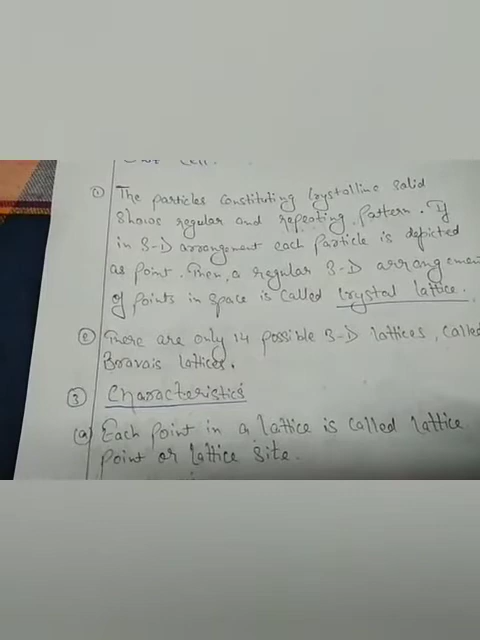 ① The particles constituting Crystalline Solid
Shows regular and repeating Pattern. If
in 3-D arrangement each Particle is depicted
as point. Then, a regular 3-D arrangement
of points in space is called Crystal lattice.
② There are only 14 possible 3-D lattices, called
Bravais lattices.
③ Characteristics
(a) Each point in a lattice is called lattice
point or lattice site.